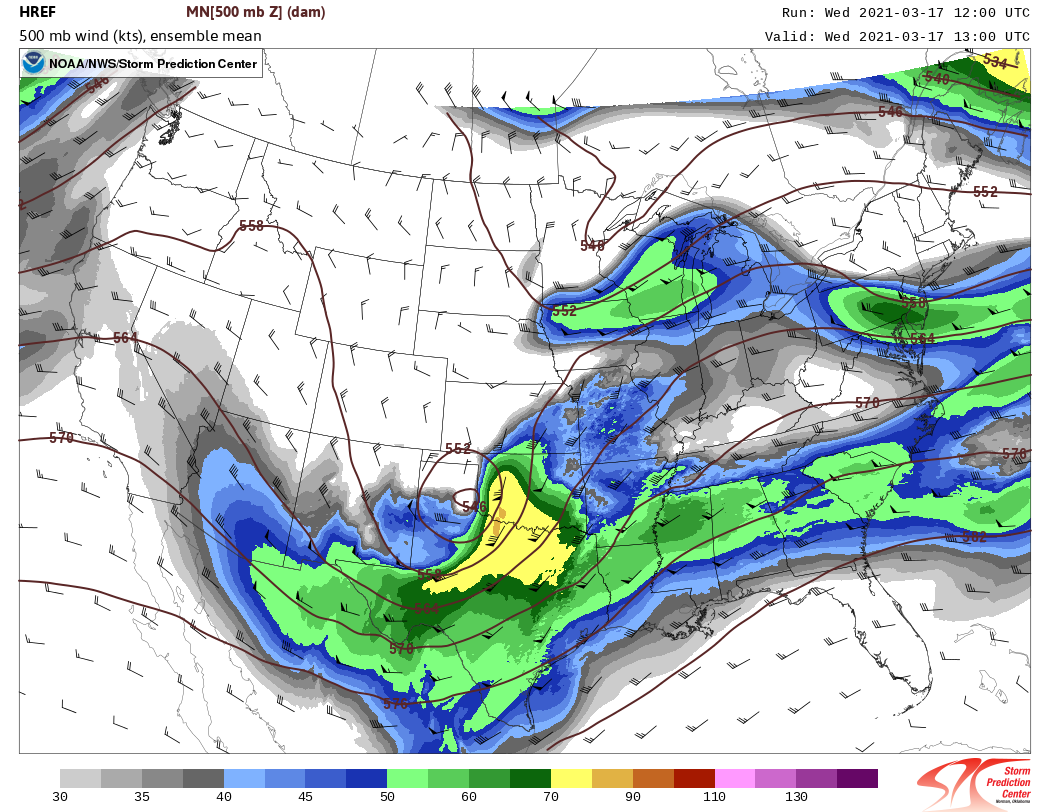 HREF
MN[500 mb Z] (dam)
Run: Wed 2021-03-17 12:00 UTC
500 mb wind (kts), ensemble mean
Valid: Wed 2021-03-17 13:00 UTC
NOAA/NWS/Storm Prediction Center
534
540
546
546
552
558
548
552
558
564
564
570
570
552
570
546
582
558
564
570
576
30 35 40 45 50 60 70 90 110 130
Storm
Prediction
Center
Norman, Oklahoma